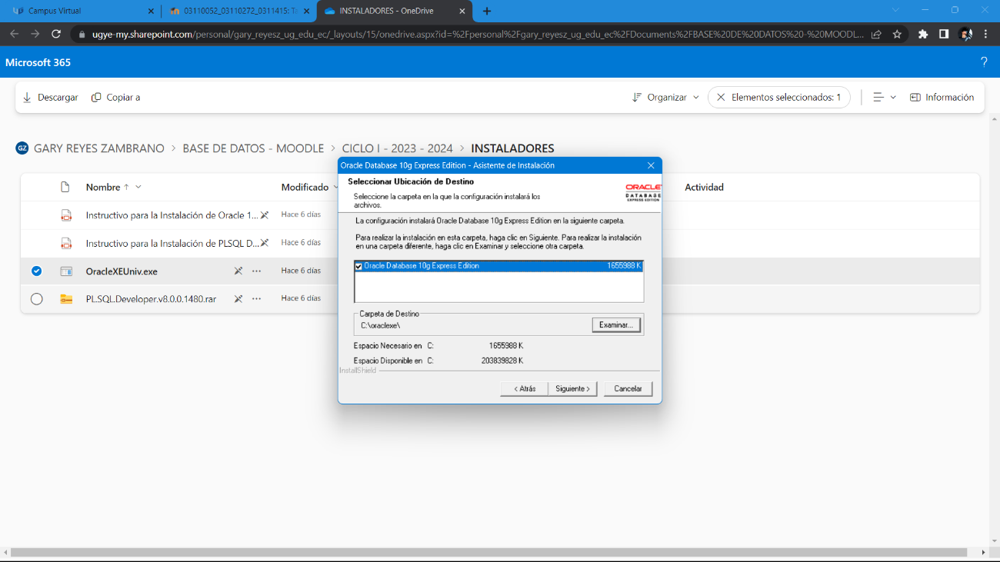 Campus Virtual
03110052_03110272_0311415: T
INSTALADORES - OneDrive
ugye-my.sharepoint.com/personal/gary_reyesz_ug_edu_ec/_layouts/15/onedrive.aspx?id=%2Fpersonal%2Fgary_reyesz_ug_edu_ec%2FDocuments%2FBASE%20DE%20DATOS%20-%20MOODL...
Microsoft 365
?
Descargar
Copiar a
Organizar
Elementos seleccionados: 1
Información
GZ
GARY REYES ZAMBRANO > BASE DE DATOS - MOODLE > CICLO I - 2023 - 2024 > INSTALADORES
Nombre
Modificado
Actividad
Instructivo para la Instalación de Oracle 1...
Hace 6 días
Instructivo para la Instalación de PLSQL D...
Hace 6 días
OracleXEUniv.exe
Hace 6 días
PL.SQL.Developer.v8.0.0.1480.rar
Hace 6 días
Oracle Database 10g Express Edition - Asistente de Instalación
Seleccionar Ubicación de Destino
Seleccione la carpeta en la que la configuración instalará los
archivos.
ORACLE
DATABASE
EXPRESS EDITION
La configuración instalará Oracle Database 10g Express Edition en la siguiente carpeta.
Para realizar la instalación en esta carpeta, haga clic en Siguiente. Para realizar la instalación
en una carpeta diferente, haga clic en Examinar y seleccione otra carpeta.
Oracle Database 10g Express Edition 1655988 K
Carpeta de Destino
C:\oraclexe\
Examinar...
Espacio Necesario en C: 1655988 K
Espacio Disponible en C: 203839828 K
InstallShield
< Atrás
Siguiente >
Cancelar